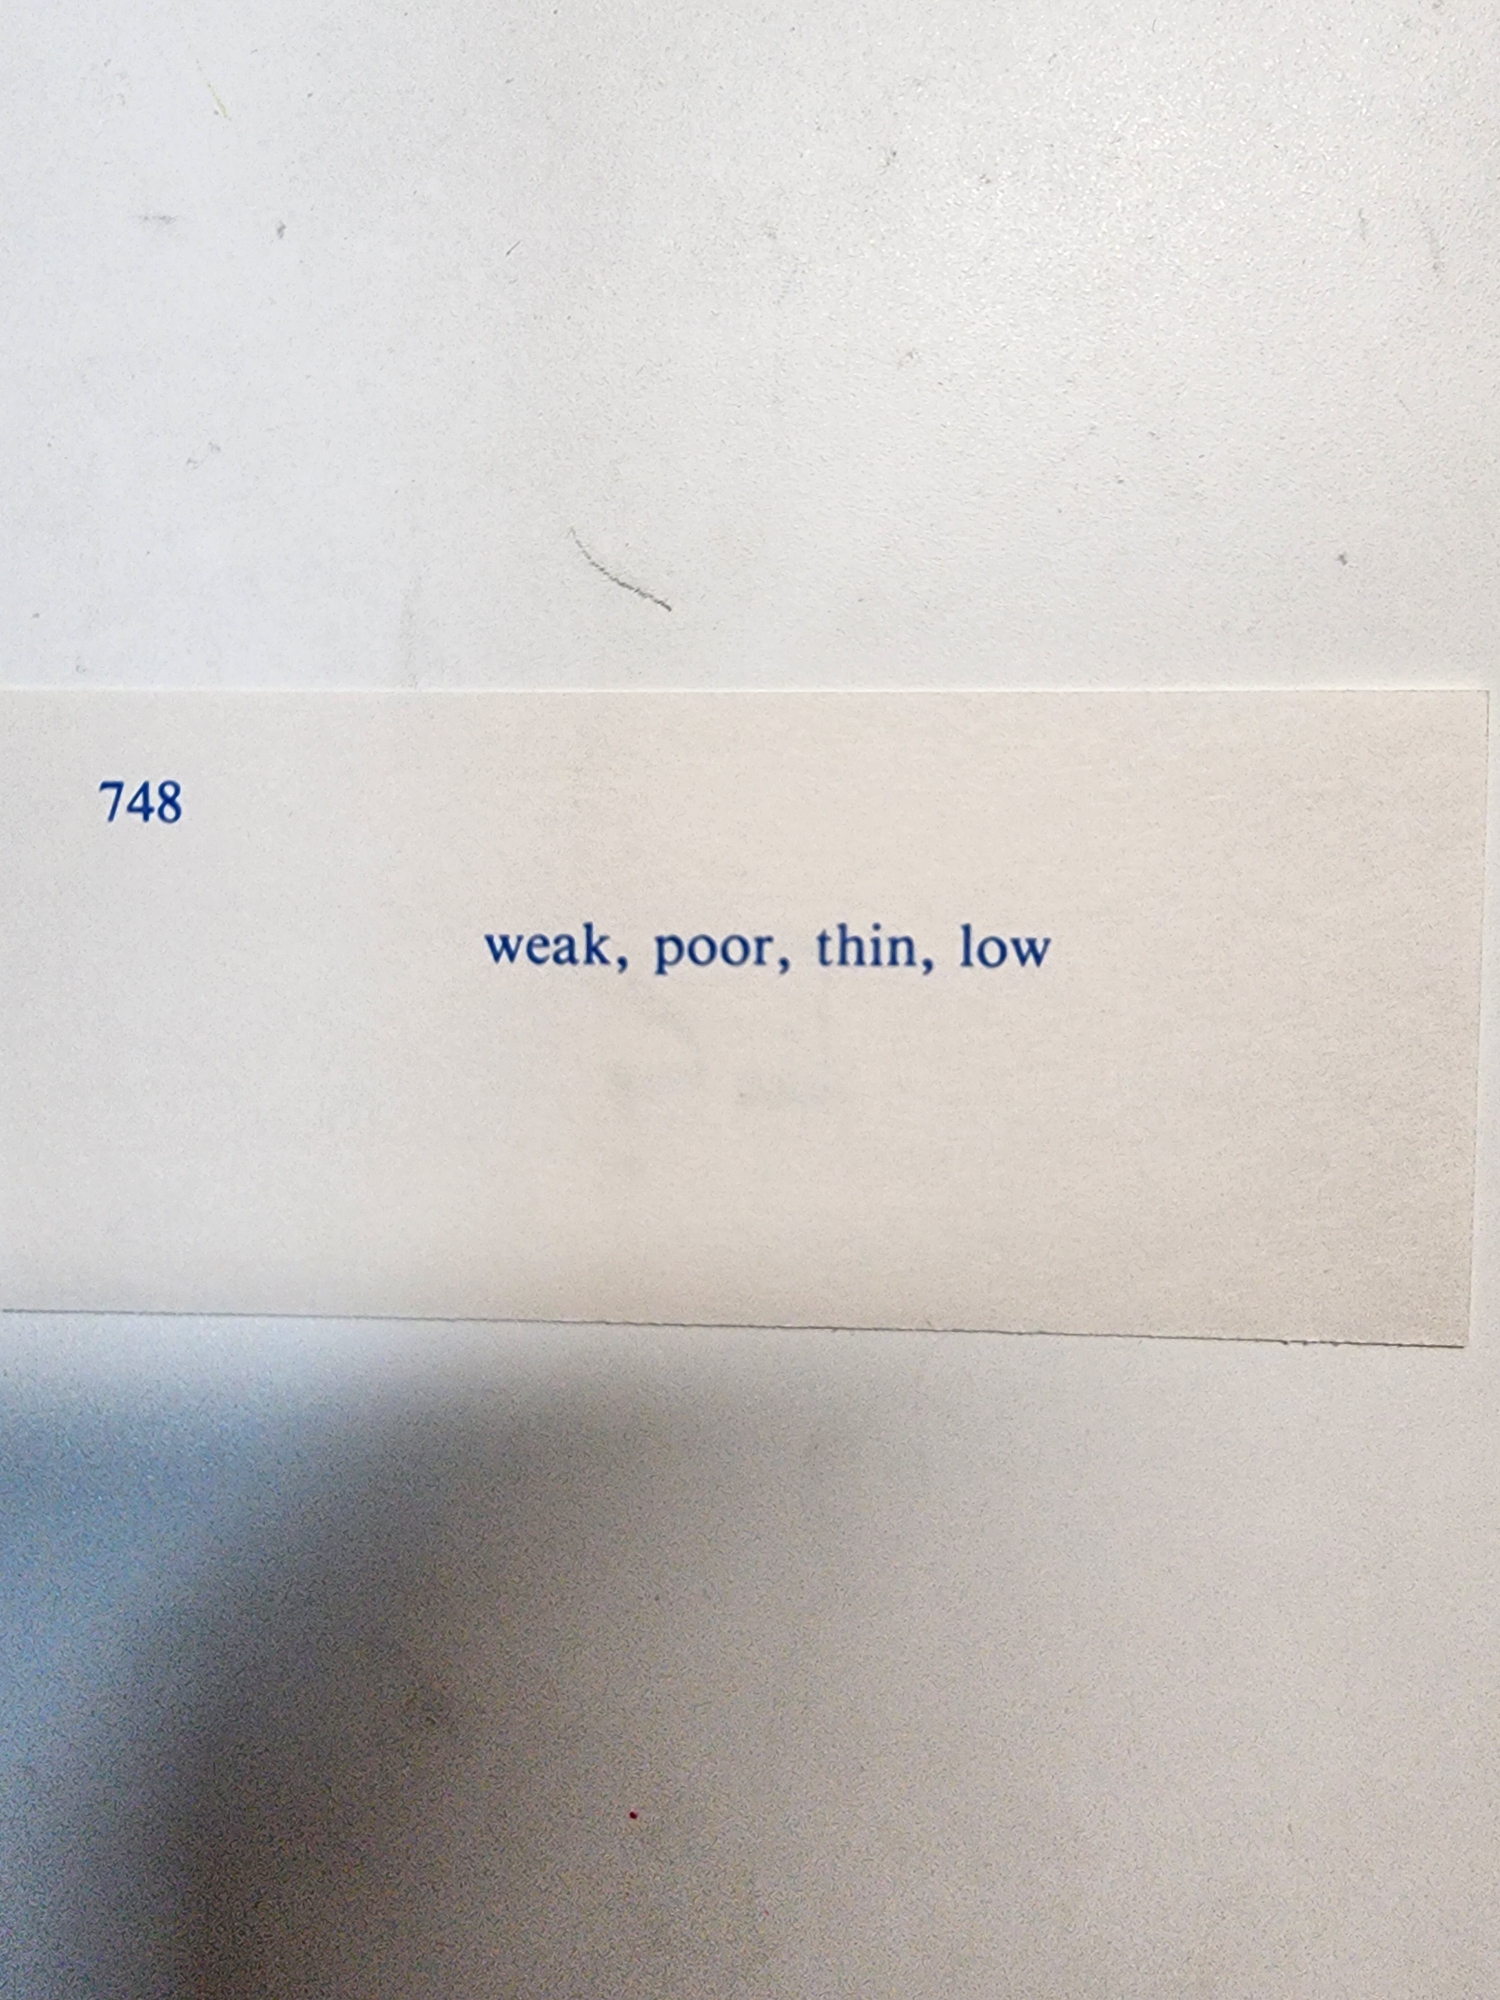 748
weak, poor, thin, low